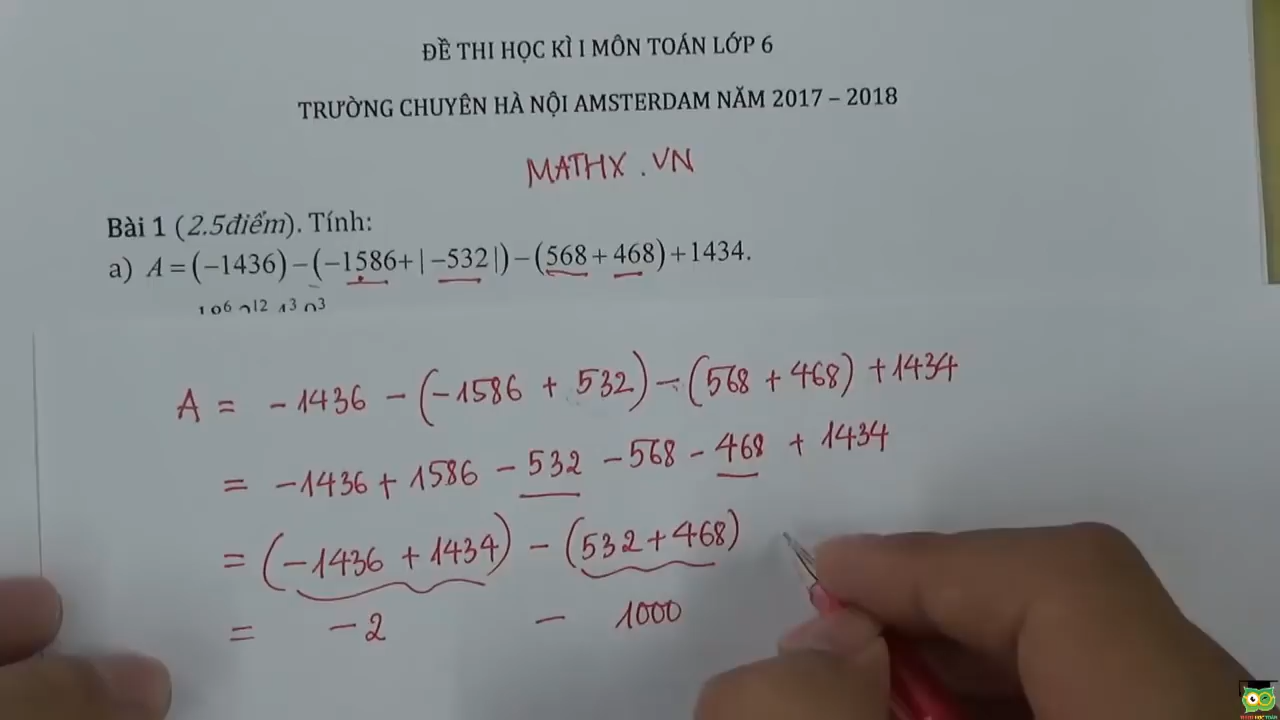 ĐỀ THI HỌC KÌ I MÔN TOÁN LỚP 6
TRƯỜNG CHUYÊN HÀ NỘI AMSTERDAM NĂM 2017 – 2018
MATHX.VN
Bài 1 (2.5điểm). Tính:
a) A = (−1436) − (−1586 + | −532 |) − (568 + 468) + 1434.
A = - 1436 - (-1586 + 532) - (568 + 468) + 1434
= -1436 + 1586 - 532 - 568 - 468 + 1434
= (-1436 + 1434) - (532 + 468)
= - 2 - 1000